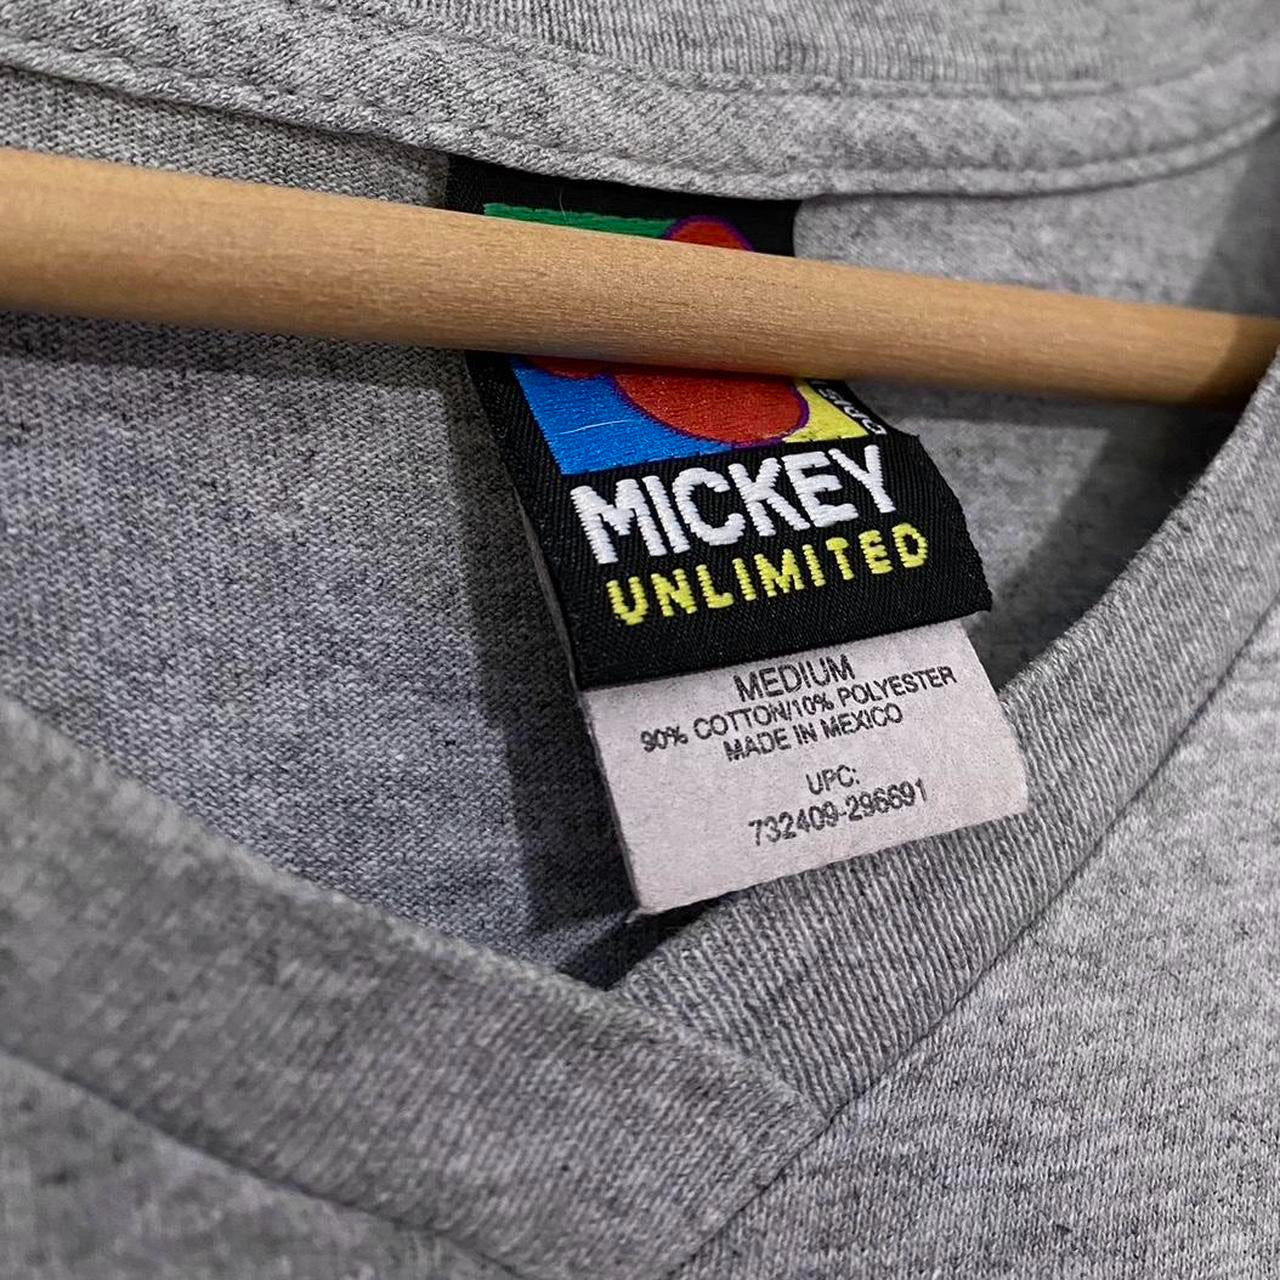 MICKEY
UNLIMITED
MEDIUM
90% COTTON/10% POLYESTER
MADE IN MEXICO
UPC:
732409-296691